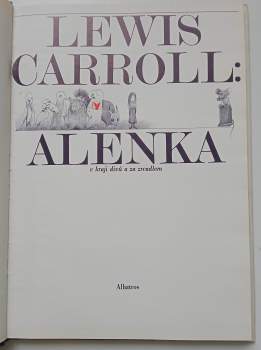 LEWIS
CARROLL:
ALENKA
v kraji divů a za zrcadlem
Albatros